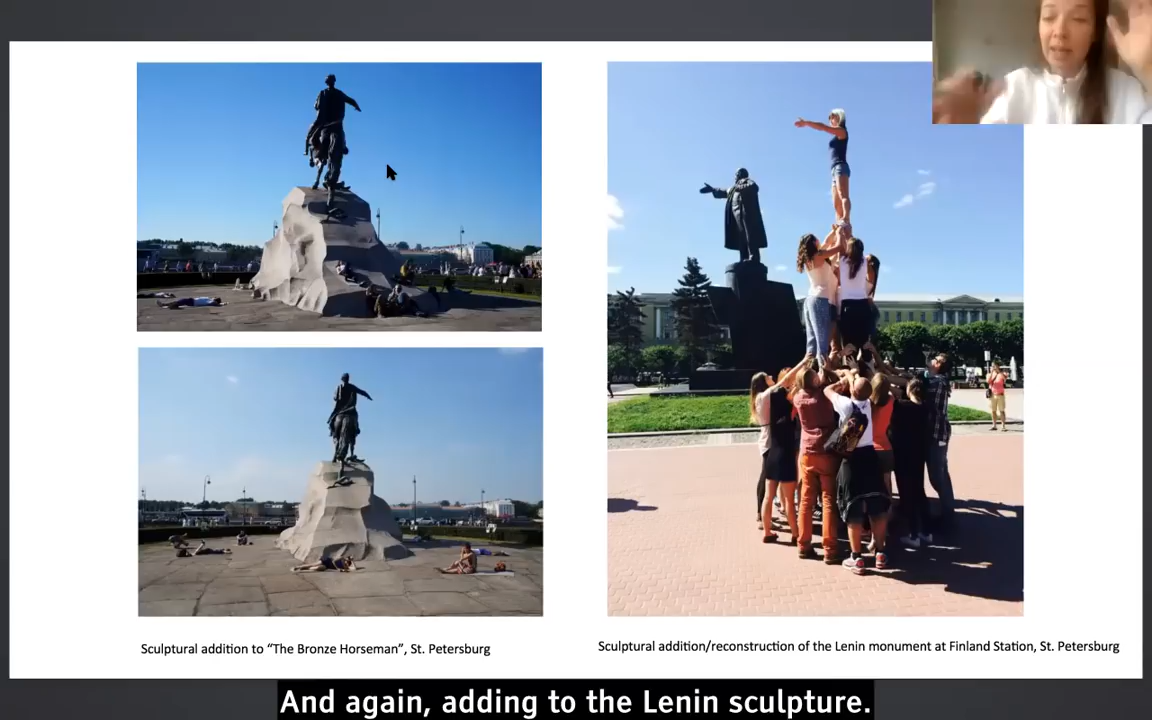 Sculptural addition to “The Bronze Horseman”, St. Petersburg
Sculptural addition/reconstruction of the Lenin monument at Finland Station, St. Petersburg
And again, adding to the Lenin sculpture.